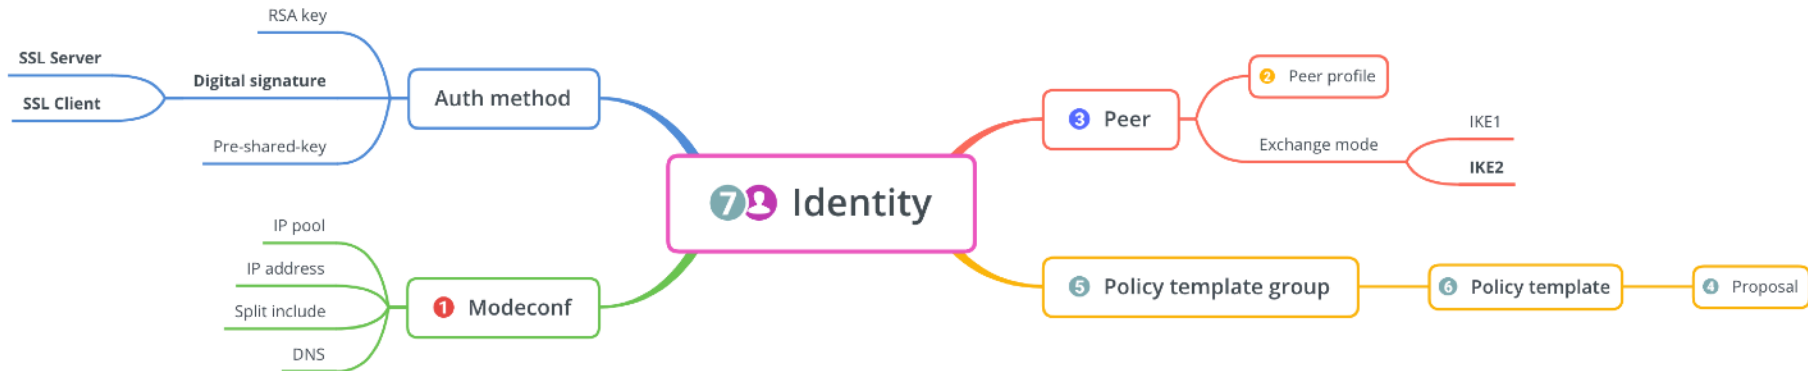 RSA key
SSL Server
Digital signature
SSL Client
Auth method
Pre-shared-key
IP pool
IP address
Split include
DNS
1 Modeconf
7 Identity
3 Peer
2 Peer profile
Exchange mode
IKE1
IKE2
5 Policy template group
6 Policy template
4 Proposal